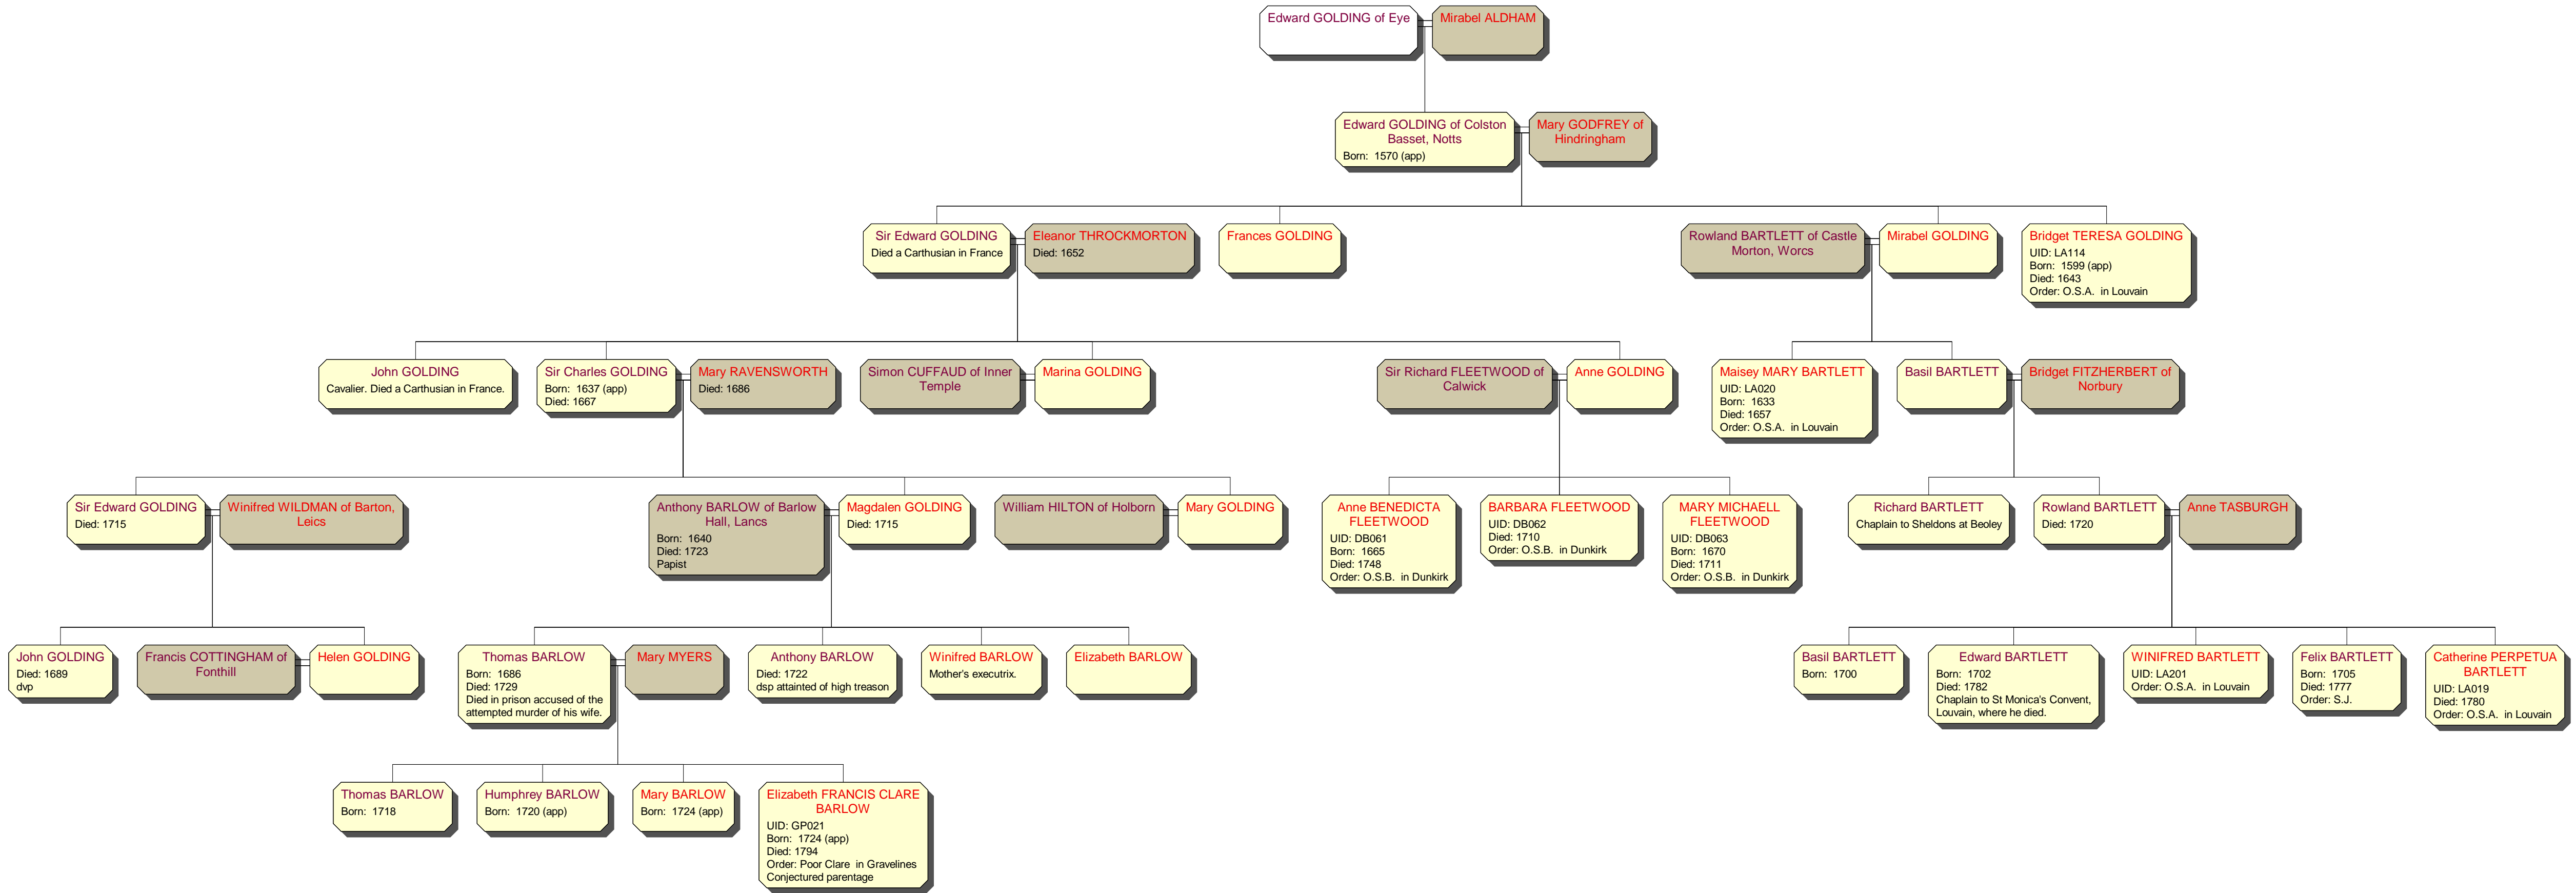 Edward GOLDING of Eye
Mirabel ALDHAM
Edward GOLDING of Colston
Basset, Notts
Born: 1570 (app)
Mary GODFREY of
Hindringham
Sir Edward GOLDING
Died a Carthusian in France
Eleanor THROCKMORTON
Died: 1652
Frances GOLDING
Rowland BARTLETT of Castle
Morton, Worcs
Mirabel GOLDING
Bridget TERESA GOLDING
UID: LA114
Born: 1599 (app)
Died: 1643
Order: O.S.A. in Louvain
John GOLDING
Cavalier. Died a Carthusian in France.
Sir Charles GOLDING
Born: 1637 (app)
Died: 1667
Mary RAVENSWORTH
Died: 1686
Simon CUFFAUD of Inner
Temple
Marina GOLDING
Sir Richard FLEETWOOD of
Calwick
Anne GOLDING
Maisey MARY BARTLETT
UID: LA020
Born: 1633
Died: 1657
Order: O.S.A. in Louvain
Basil BARTLETT
Bridget FITZHERBERT of
Norbury
Sir Edward GOLDING
Died: 1715
Winifred WILDMAN of Barton,
Leics
Anthony BARLOW of Barlow
Hall, Lancs
Born: 1640
Died: 1723
Papist
Magdalen GOLDING
Died: 1715
William HILTON of Holborn
Mary GOLDING
Anne BENEDICTA
FLEETWOOD
UID: DB061
Born: 1665
Died: 1748
Order: O.S.B. in Dunkirk
BARBARA FLEETWOOD
UID: DB062
Died: 1710
Order: O.S.B. in Dunkirk
MARY MICHAELL
FLEETWOOD
UID: DB063
Born: 1670
Died: 1711
Order: O.S.B. in Dunkirk
Richard BARTLETT
Chaplain to Sheldons at Beoley
Rowland BARTLETT
Died: 1720
Anne TASBURGH
John GOLDING
Died: 1689
dvp
Francis COTTINGHAM of
Fonthill
Helen GOLDING
Thomas BARLOW
Born: 1686
Died: 1729
Died in prison accused of the
attempted murder of his wife.
Mary MYERS
Anthony BARLOW
Died: 1722
dsp attainted of high treason
Winifred BARLOW
Mother's executrix.
Elizabeth BARLOW
Basil BARTLETT
Born: 1700
Edward BARTLETT
Born: 1702
Died: 1782
Chaplain to St Monica's Convent,
Louvain, where he died.
WINIFRED BARTLETT
UID: LA201
Order: O.S.A. in Louvain
Felix BARTLETT
Born: 1705
Died: 1777
Order: S.J.
Catherine PERPETUA
BARTLETT
UID: LA019
Died: 1780
Order: O.S.A. in Louvain
Thomas BARLOW
Born: 1718
Humphrey BARLOW
Born: 1720 (app)
Mary BARLOW
Born: 1724 (app)
Elizabeth FRANCIS CLARE
BARLOW
UID: GP021
Born: 1724 (app)
Died: 1794
Order: Poor Clare in Gravelines
Conjectured parentage